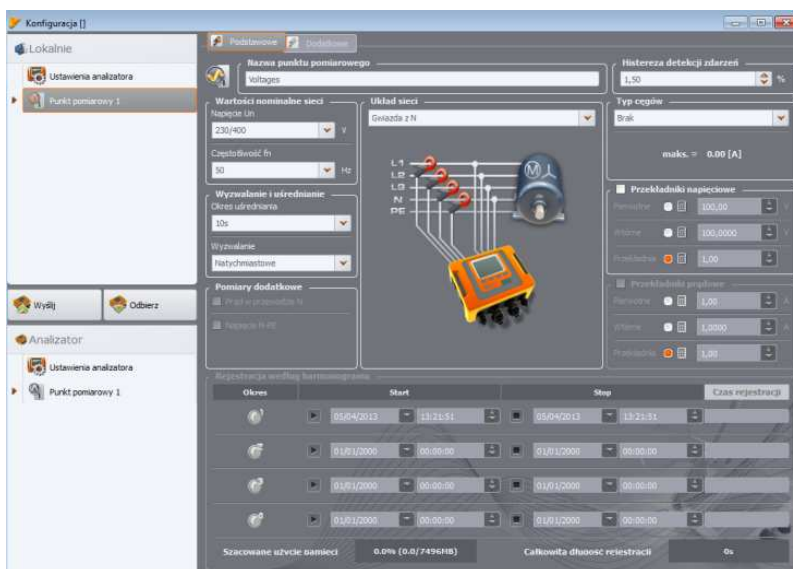 Konfiguracja []
Lokalnie
Ustawienia analizatora
Punkt pomiarowy 1
Wyślij
Odbierz
Analizator
Ustawienia analizatora
Punkt pomiarowy 1
Podstawowe
Dodatkowe
Nazwa punktu pomiarowego
Voltages
Histereza detekcji zdarzeń
1,50 %
Wartości nominalne sieci
Napięcie Un
230/400 V
Częstotliwość fn
50 Hz
Układ sieci
Gwiazda z N
L1
L2
L3
N
PE
M
Typ cęgów
Brak
maks. = 0.00 [A]
Wyzwalanie i uśrednianie
Okres uśredniania
10s
Wyzwalanie
Natychmiastowe
Przekładniki napięciowe
Pierwotne 100,00 V
Wtórne 100,0000 V
Przekładnia 1,00
Pomiary dodatkowe
Prąd w przewodzie N
Napięcie N-PE
Przekładniki prądowe
Pierwotne 1,00 A
Wtórne 1,0000 A
Przekładnia 1,00
Rejestracja według harmonogramu
Okres Start Stop Czas rejestracji
05/04/2013 13:21:51 05/04/2013 13:21:51
01/01/2000 00:00:00 01/01/2000 00:00:00
01/01/2000 00:00:00 01/01/2000 00:00:00
01/01/2000 00:00:00 01/01/2000 00:00:00
Szacowane użycie pamięci 0.0% (0.0/7496MB) Całkowita długość rejestracji 0s